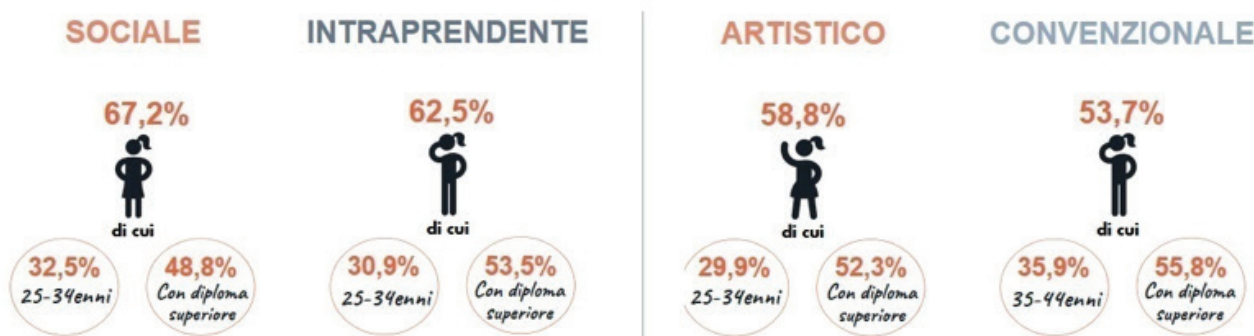 SOCIALE
INTRAPRENDENTE
ARTISTICO
CONVENZIONALE
67,2%
62,5%
58,8%
53,7%
di cui
di cui
di cui
di cui
32,5%
25-34enni
48,8%
Con diploma
superiore
30,9%
25-34enni
53,5%
Con diploma
superiore
29,9%
25-34enni
52,3%
Con diploma
superiore
35,9%
35-44enni
55,8%
Con diploma
superiore